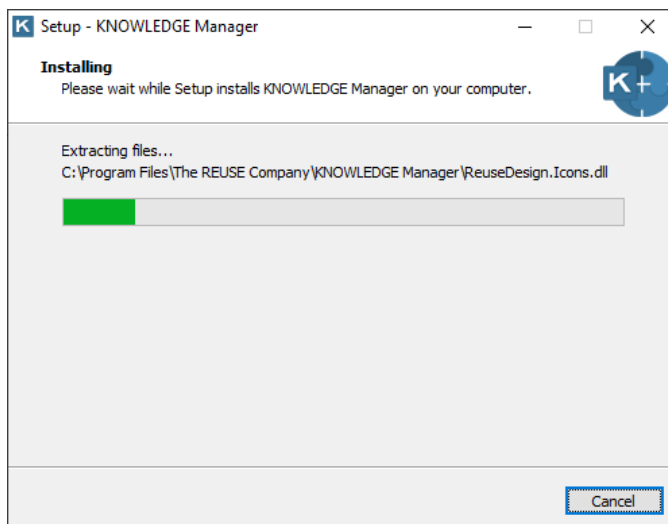 K Setup - KNOWLEDGE Manager
Installing
Please wait while Setup installs KNOWLEDGE Manager on your computer.
K+
Extracting files...
C:\Program Files\The REUSE Company\KNOWLEDGE Manager\ReuseDesign.Icons.dll
Cancel